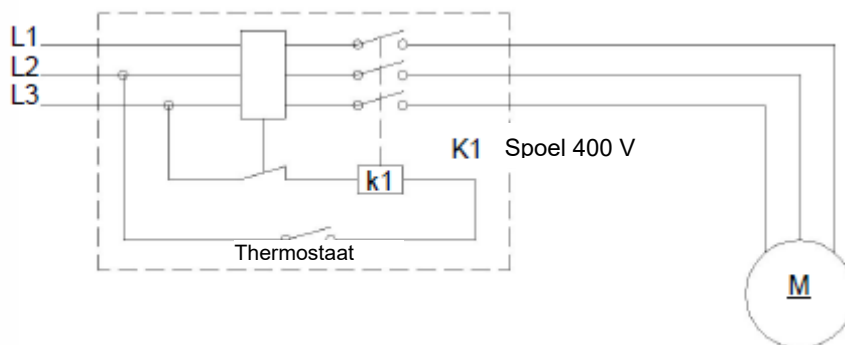 L1
L2
L3
K1 Spoel 400 V
k1
Thermostaat
M